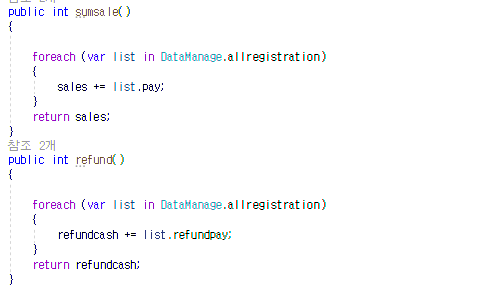 public int sumsale()
{
foreach (var list in DataManage.allregistration)
{
sales += list.pay;
}
return sales;
}
참조 2개
public int refund()
{
foreach (var list in DataManage.allregistration)
{
refundcash += list.refundpay;
}
return refundcash;
}